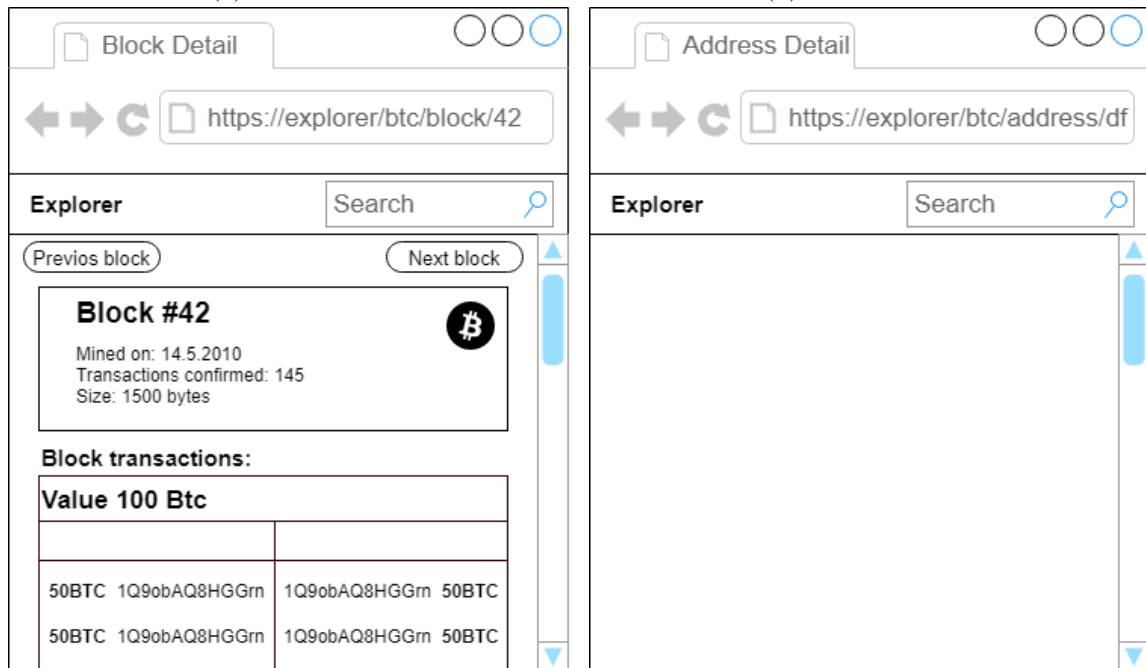 Block Detail
https://explorer/btc/block/42
Explorer
Search
Previos block
Next block
Block #42
Mined on: 14.5.2010
Transactions confirmed: 145
Size: 1500 bytes
Block transactions:
Value 100 Btc
50BTC 1Q9obAQ8HGGrn 1Q9obAQ8HGGrn 50BTC
50BTC 1Q9obAQ8HGGrn 1Q9obAQ8HGGrn 50BTC
Address Detail
https://explorer/btc/address/df
Explorer
Search